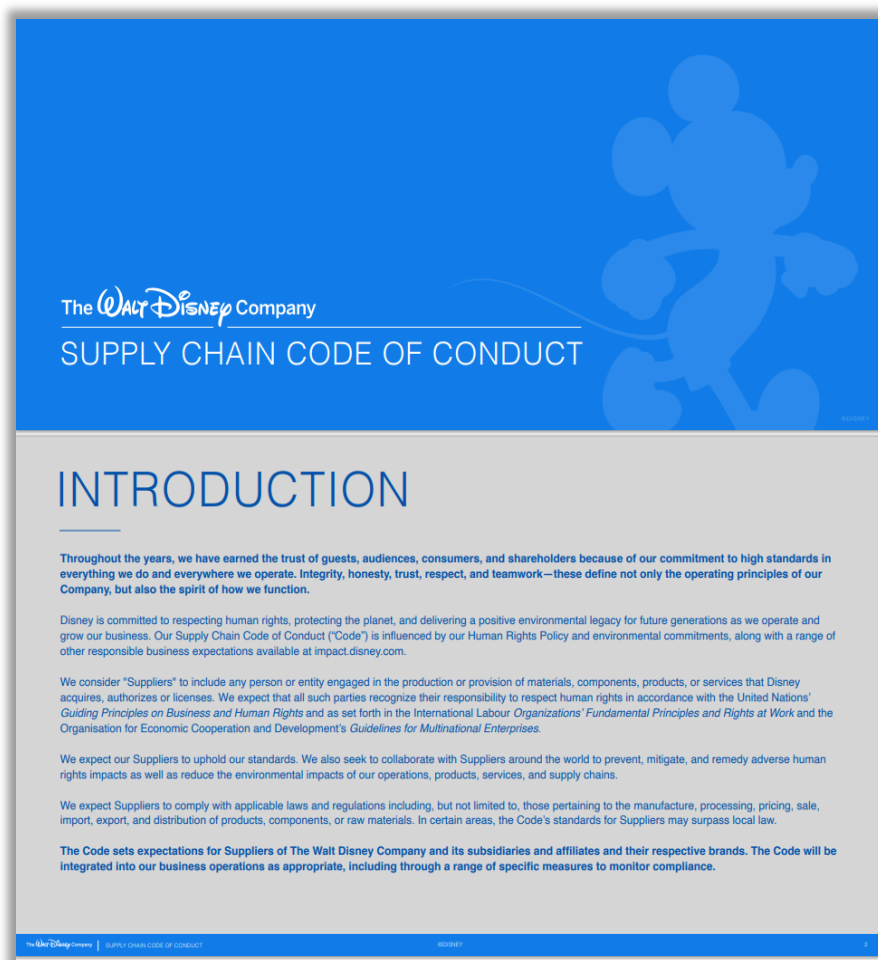 The WALT DISNEY Company
SUPPLY CHAIN CODE OF CONDUCT
©DISNEY
INTRODUCTION
Throughout the years, we have earned the trust of guests, audiences, consumers, and shareholders because of our commitment to high standards in
everything we do and everywhere we operate. Integrity, honesty, trust, respect, and teamwork—these define not only the operating principles of our
Company, but also the spirit of how we function.
Disney is committed to respecting human rights, protecting the planet, and delivering a positive environmental legacy for future generations as we operate and
grow our business. Our Supply Chain Code of Conduct (“Code”) is influenced by our Human Rights Policy and environmental commitments, along with a range of
other responsible business expectations available at impact.disney.com.
We consider "Suppliers" to include any person or entity engaged in the production or provision of materials, components, products, or services that Disney
acquires, authorizes or licenses. We expect that all such parties recognize their responsibility to respect human rights in accordance with the United Nations’
Guiding Principles on Business and Human Rights and as set forth in the International Labour Organizations’ Fundamental Principles and Rights at Work and the
Organisation for Economic Cooperation and Development’s Guidelines for Multinational Enterprises.
We expect our Suppliers to uphold our standards. We also seek to collaborate with Suppliers around the world to prevent, mitigate, and remedy adverse human
rights impacts as well as reduce the environmental impacts of our operations, products, services, and supply chains.
We expect Suppliers to comply with applicable laws and regulations including, but not limited to, those pertaining to the manufacture, processing, pricing, sale,
import, export, and distribution of products, components, or raw materials. In certain areas, the Code’s standards for Suppliers may surpass local law.
The Code sets expectations for Suppliers of The Walt Disney Company and its subsidiaries and affiliates and their respective brands. The Code will be
integrated into our business operations as appropriate, including through a range of specific measures to monitor compliance.
The WALT DISNEY Company | SUPPLY CHAIN CODE OF CONDUCT ©DISNEY 2